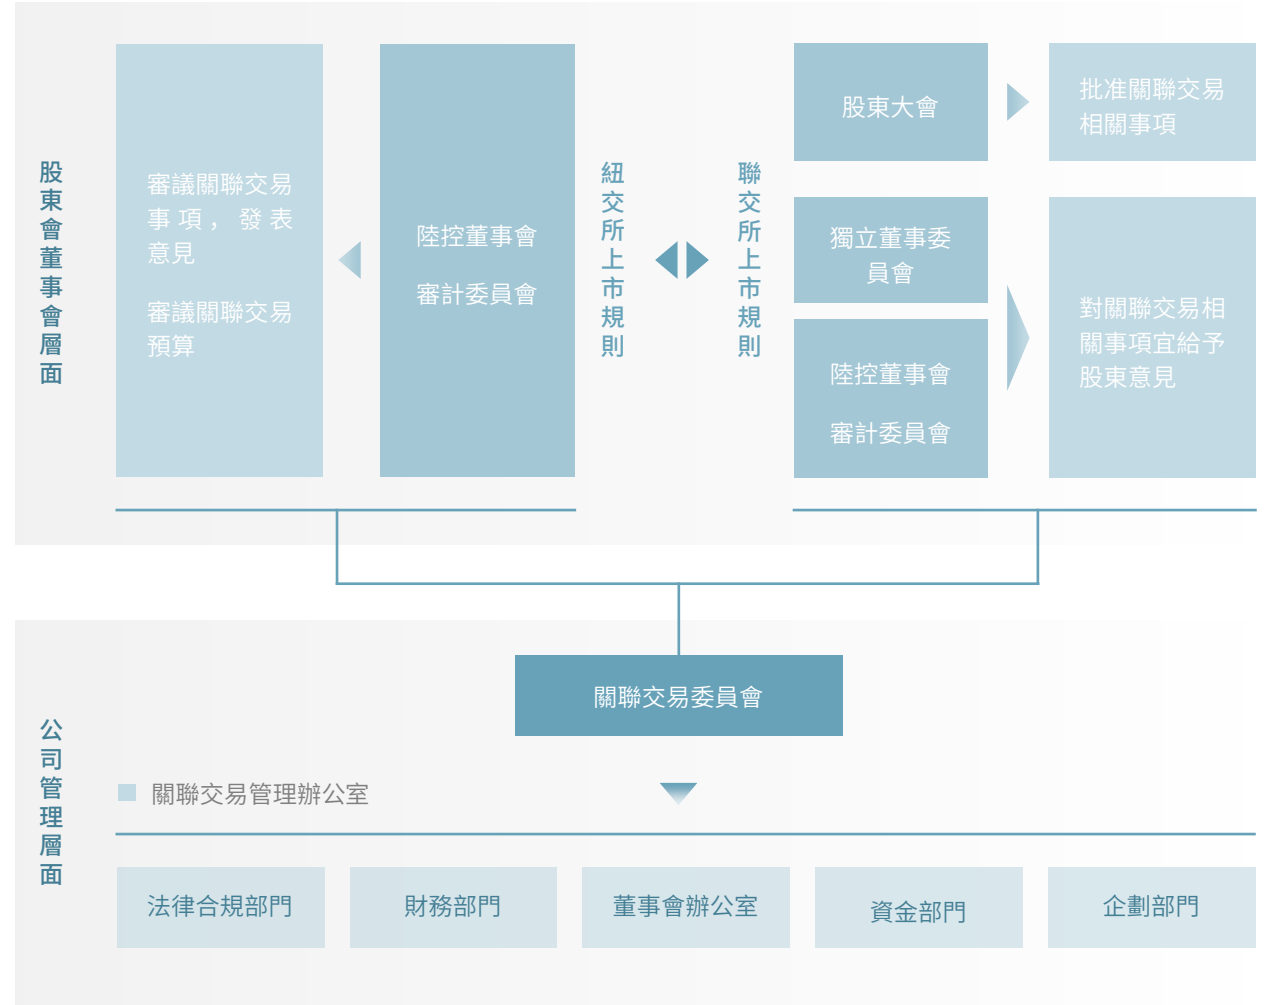 股東會董事會層面
審議關聯交易
事項，發表
意見
審議關聯交易
預算
陸控董事會
審計委員會
紐交所上市規則
聯交所上市規則
股東大會
批准關聯交易
相關事項
獨立董事委
員會
陸控董事會
審計委員會
對關聯交易相
關事項宜給予
股東意見
公司管理層面
關聯交易委員會
關聯交易管理辦公室
法律合規部門
財務部門
董事會辦公室
資金部門
企劃部門